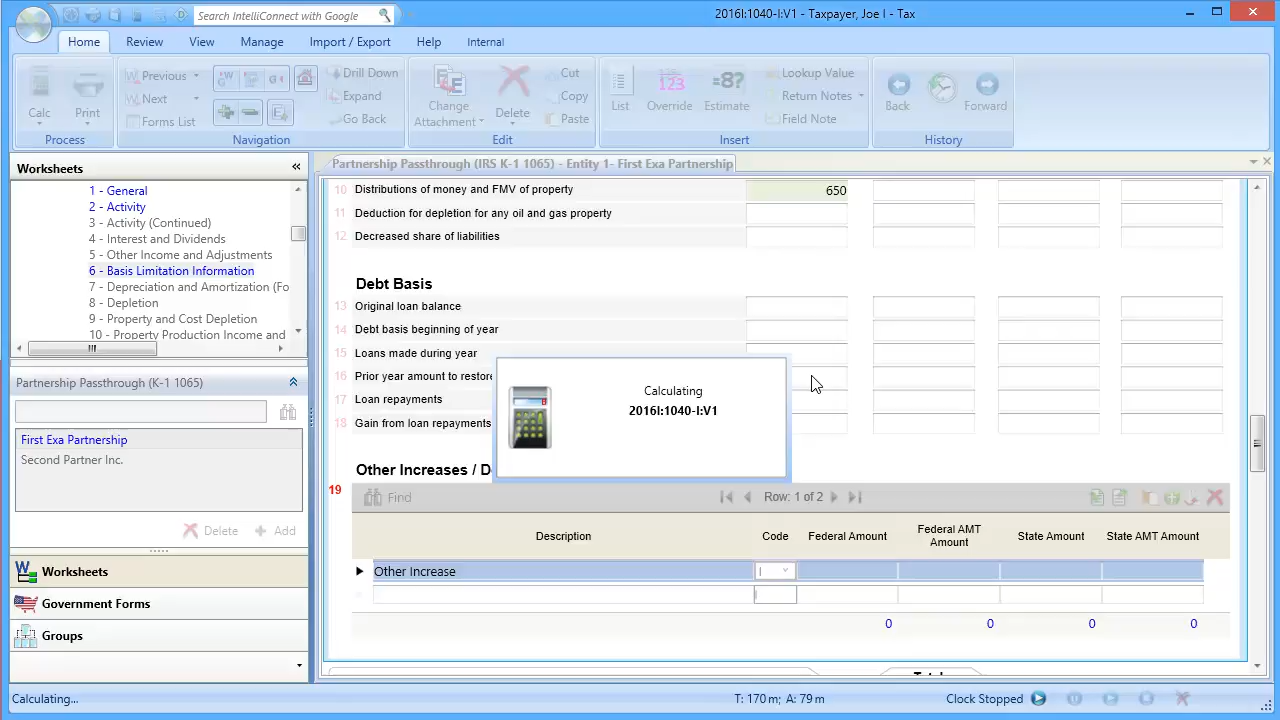 Search IntelliConnect with Google
2016I:1040-I:V1 - Taxpayer, Joe I - Tax
Home Review View Manage Import / Export Help Internal
Calc Print
Process
Previous
Next
Forms List
Drill Down
Expand
Go Back
Navigation
Change Attachment
Delete
Cut
Copy
Paste
Edit
List
123
Override
=8?
Estimate
Lookup Value
Return Notes
Field Note
Insert
Back Forward
History
Worksheets
1 - General
2 - Activity
3 - Activity (Continued)
4 - Interest and Dividends
5 - Other Income and Adjustments
6 - Basis Limitation Information
7 - Depreciation and Amortization (Fo
8 - Depletion
9 - Property and Cost Depletion
10 - Property Production Income and
Partnership Passthrough (K-1 1065)
First Exa Partnership
Second Partner Inc.
Delete Add
Worksheets
Government Forms
Groups
Partnership Passthrough (IRS K-1 1065) - Entity 1- First Exa Partnership
10 Distributions of money and FMV of property 650
11 Deduction for depletion for any oil and gas property
12 Decreased share of liabilities
Debt Basis
13 Original loan balance
14 Debt basis beginning of year
15 Loans made during year
16 Prior year amount to restore
17 Loan repayments
18 Gain from loan repayments
Calculating
2016I:1040-I:V1
Other Increases / D
19
Find Row: 1 of 2
Description Code Federal Amount Federal AMT Amount State Amount State AMT Amount
Other Increase I
0 0 0 0
Calculating... T: 170 m; A: 79 m Clock Stopped